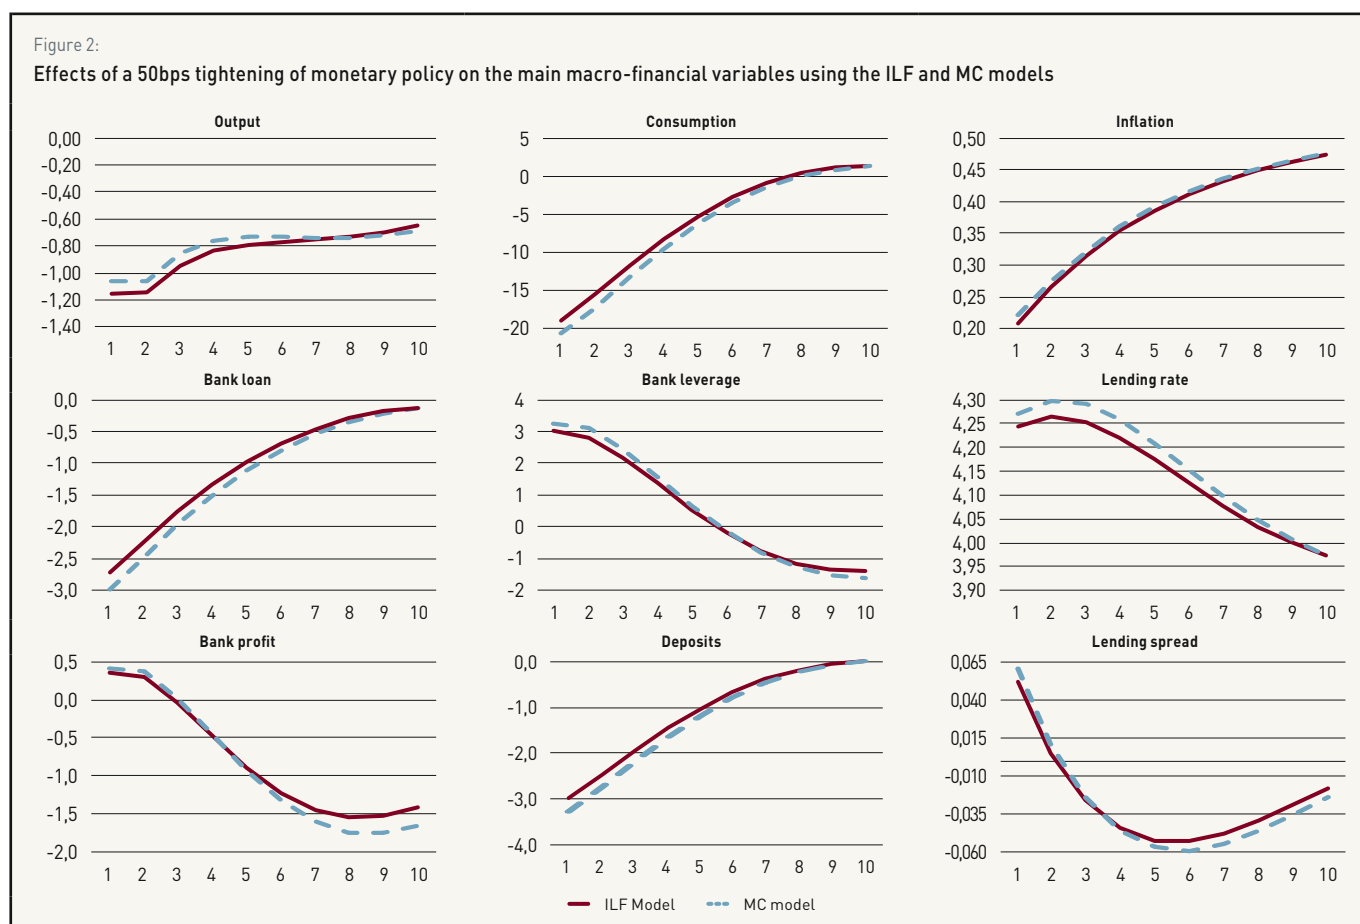 Figure 2:
Effects of a 50bps tightening of monetary policy on the main macro-financial variables using the ILF and MC models
Output
0,00
-0,20
-0,40
-0,60
-0,80
-1,00
-1,20
-1,40
1 2 3 4 5 6 7 8 9 10
Consumption
5
0
-5
-10
-15
-20
1 2 3 4 5 6 7 8 9 10
Inflation
0,50
0,45
0,40
0,35
0,30
0,25
0,20
1 2 3 4 5 6 7 8 9 10
Bank loan
0,0
-0,5
-1,0
-1,5
-2,0
-2,5
-3,0
1 2 3 4 5 6 7 8 9 10
Bank leverage
4
3
2
1
0
-1
-2
1 2 3 4 5 6 7 8 9 10
Lending rate
4,30
4,25
4,20
4,15
4,10
4,05
4,00
3,95
3,90
1 2 3 4 5 6 7 8 9 10
Bank profit
0,5
0,0
-0,5
-1,0
-1,5
-2,0
1 2 3 4 5 6 7 8 9 10
Deposits
0,0
-1,0
-2,0
-3,0
-4,0
1 2 3 4 5 6 7 8 9 10
Lending spread
0,065
0,040
0,015
-0,010
-0,035
-0,060
1 2 3 4 5 6 7 8 9 10
ILF Model MC model